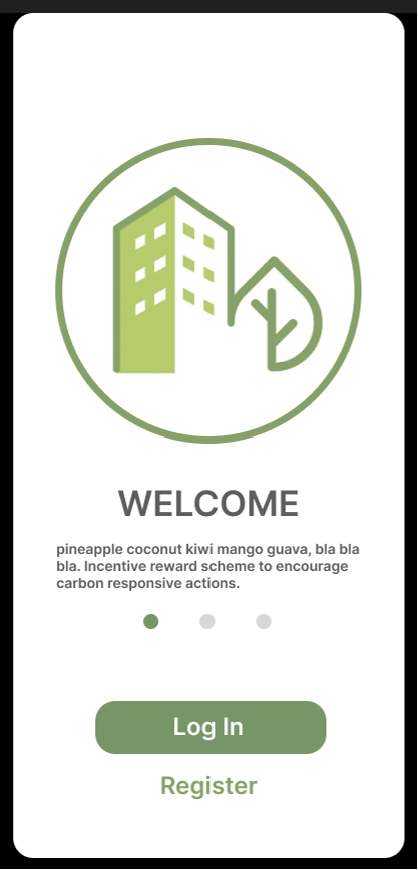 WELCOME
pineapple coconut kiwi mango guava, bla bla
bla. Incentive reward scheme to encourage
carbon responsive actions.
Log In
Register